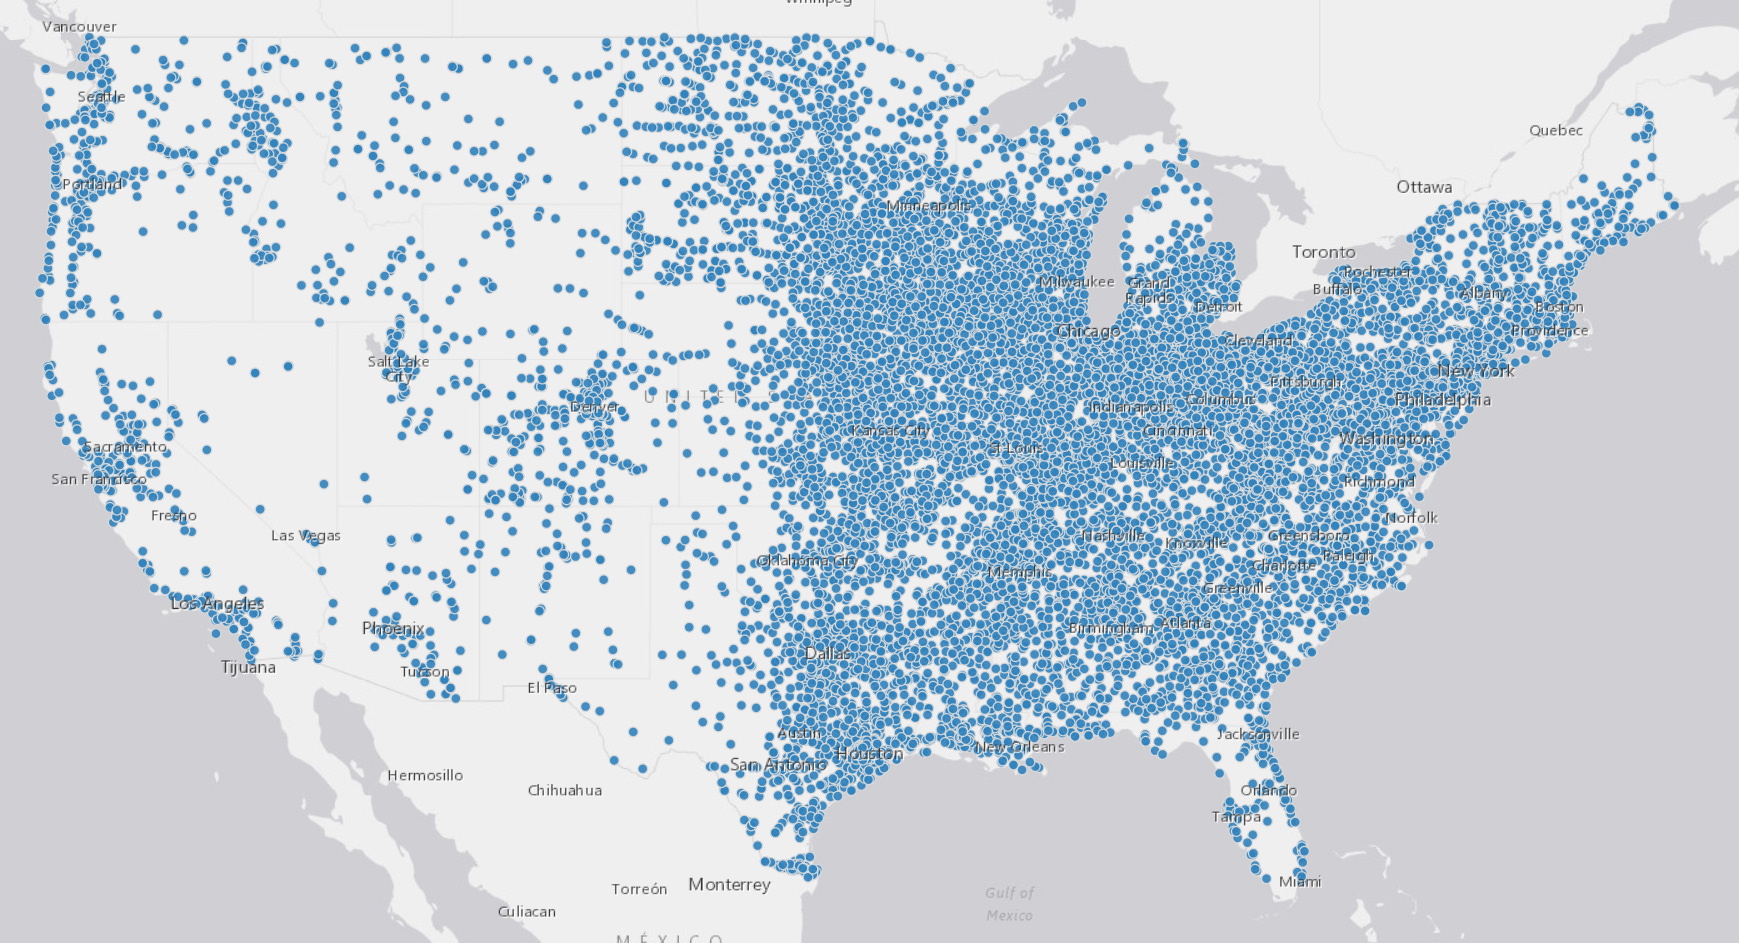 Winnipeg
Vancouver
Seattle
Quebec
Portland
Ottawa
Minneapolis
Toronto
Rochester
Milwaukee
Grand
Rapids
Buffalo
Albany
Detroit
Boston
Chicago
Providence
Cleveland
Salt Lake
City
New York
Pittsburgh
UNITE
Denver
Columbus
Philadelphia
Indianapolis
Kansas City
Cincinnati
Washington
Sacramento
St Louis
Louisville
San Francisco
Richmond
Fresno
Norfolk
Las Vegas
Nashville
Knoxville
Greensboro
Raleigh
Oklahoma City
Charlotte
Memphis
Greenville
Los Angeles
Phoenix
Birmingham
Atlanta
Dallas
Tijuana
Tucson
El Paso
Austin
Jacksonville
New Orleans
Houston
San Antonio
Hermosillo
Chihuahua
Orlando
Tampa
Miami
Torreón
Monterrey
Gulf of
Mexico
Culiacan
MÉXICO